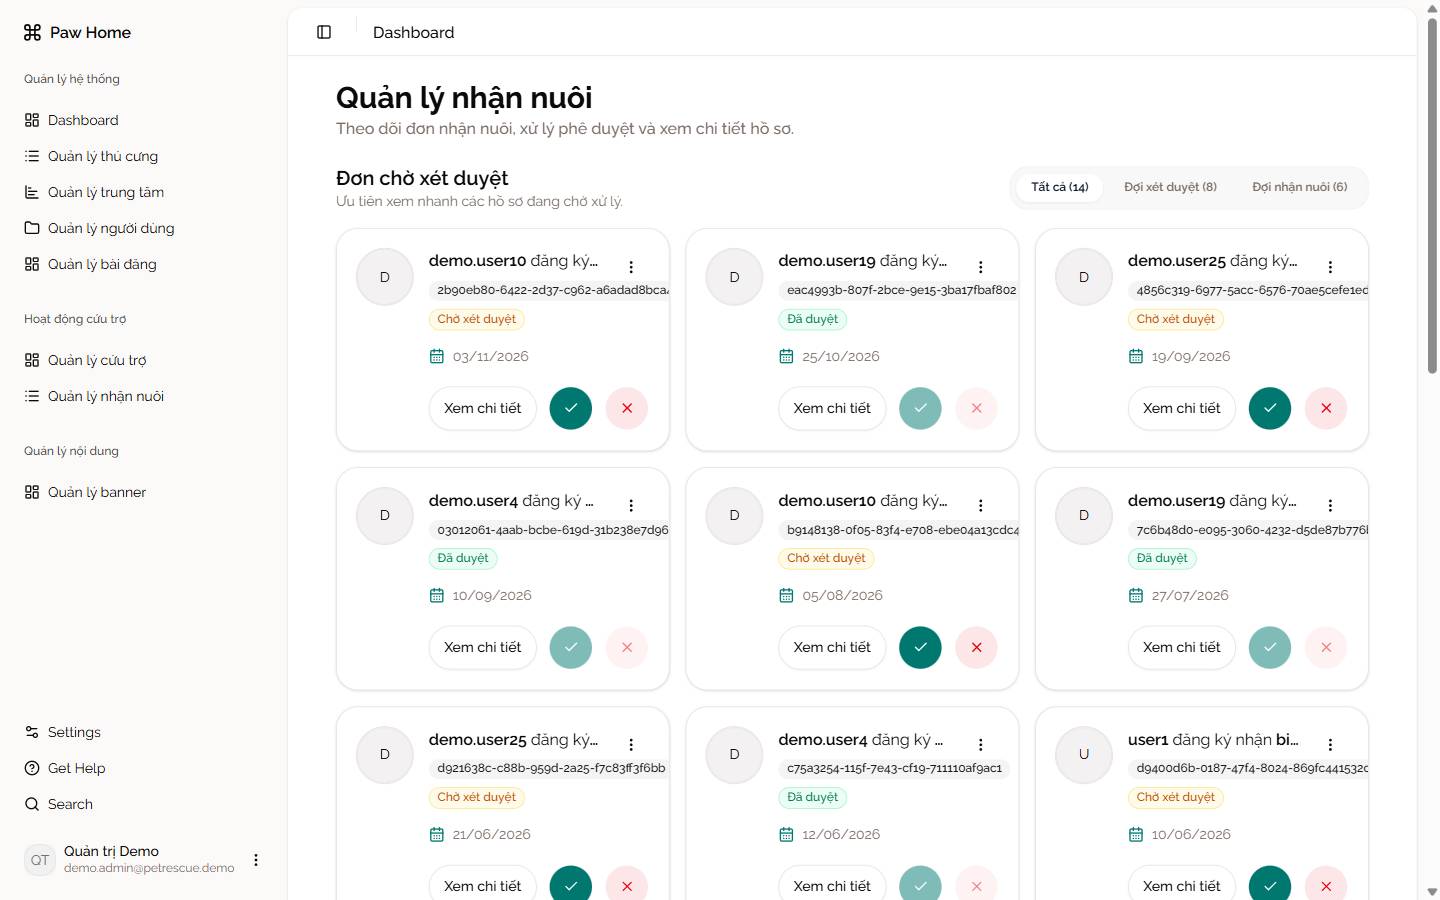 Paw Home
Quản lý hệ thống
Dashboard
Quản lý thú cưng
Quản lý trung tâm
Quản lý người dùng
Quản lý bài đăng
Hoạt động cứu trợ
Quản lý cứu trợ
Quản lý nhận nuôi
Quản lý nội dung
Quản lý banner
Settings
Get Help
Search
QT
Quản trị Demo
demo.admin@petrescue.demo
Dashboard
Quản lý nhận nuôi
Theo dõi đơn nhận nuôi, xử lý phê duyệt và xem chi tiết hồ sơ.
Đơn chờ xét duyệt
Ưu tiên xem nhanh các hồ sơ đang chờ xử lý.
Tất cả (14)
Đợi xét duyệt (8)
Đợi nhận nuôi (6)
D
demo.user10 đăng ký...
2b90eb80-6422-2d37-c962-a6adad8bca
Chờ xét duyệt
03/11/2026
Xem chi tiết
D
demo.user19 đăng ký...
eac4993b-807f-2bce-9e15-3ba17fbaf802
Đã duyệt
25/10/2026
Xem chi tiết
D
demo.user25 đăng ký...
4856c319-6977-5acc-6576-70ae5cefe1ed
Chờ xét duyệt
19/09/2026
Xem chi tiết
D
demo.user4 đăng ký ...
03012061-4aab-bcbe-619d-31b238e7d96
Đã duyệt
10/09/2026
Xem chi tiết
D
demo.user10 đăng ký...
b9148138-0f05-83f4-e708-ebe04a13cdc4
Chờ xét duyệt
05/08/2026
Xem chi tiết
D
demo.user19 đăng ký...
7c6b48d0-e095-3060-4232-d5de87b776
Đã duyệt
27/07/2026
Xem chi tiết
D
demo.user25 đăng ký...
d921638c-c88b-959d-2a25-f7c83ff3f6bb
Chờ xét duyệt
21/06/2026
Xem chi tiết
D
demo.user4 đăng ký ...
c75a3254-115f-7e43-cf19-711110af9ac1
Đã duyệt
12/06/2026
Xem chi tiết
U
user1 đăng ký nhận bi...
d9400d6b-0187-47f4-8024-869fc441532c
Chờ xét duyệt
10/06/2026
Xem chi tiết